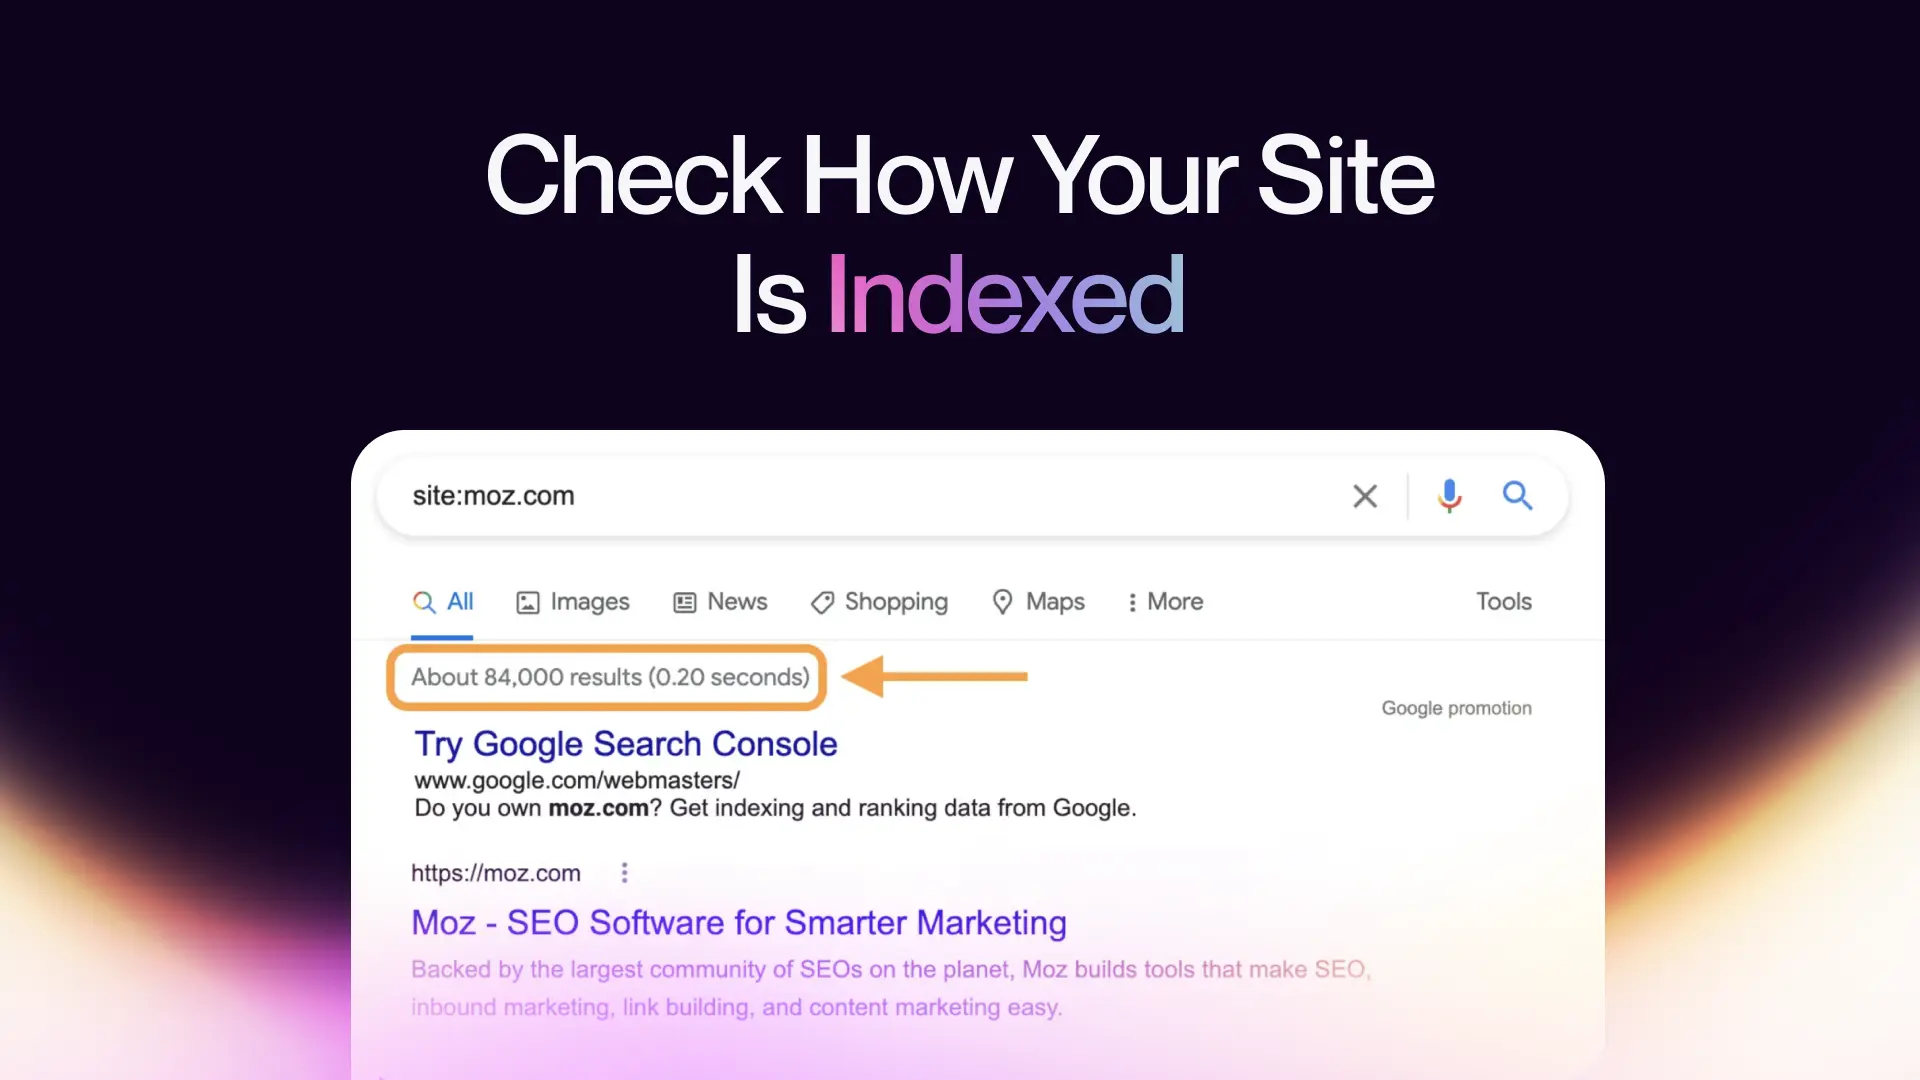 Check How Your Site
Is Indexed
site:moz.com
All Images News Shopping Maps More Tools
About 84,000 results (0.20 seconds)
Google promotion
Try Google Search Console
www.google.com/webmasters/
Do you own moz.com? Get indexing and ranking data from Google.
https://moz.com
Moz - SEO Software for Smarter Marketing
Backed by the largest community of SEOs on the planet, Moz builds tools that make SEO,
inbound marketing, link building, and content marketing easy.